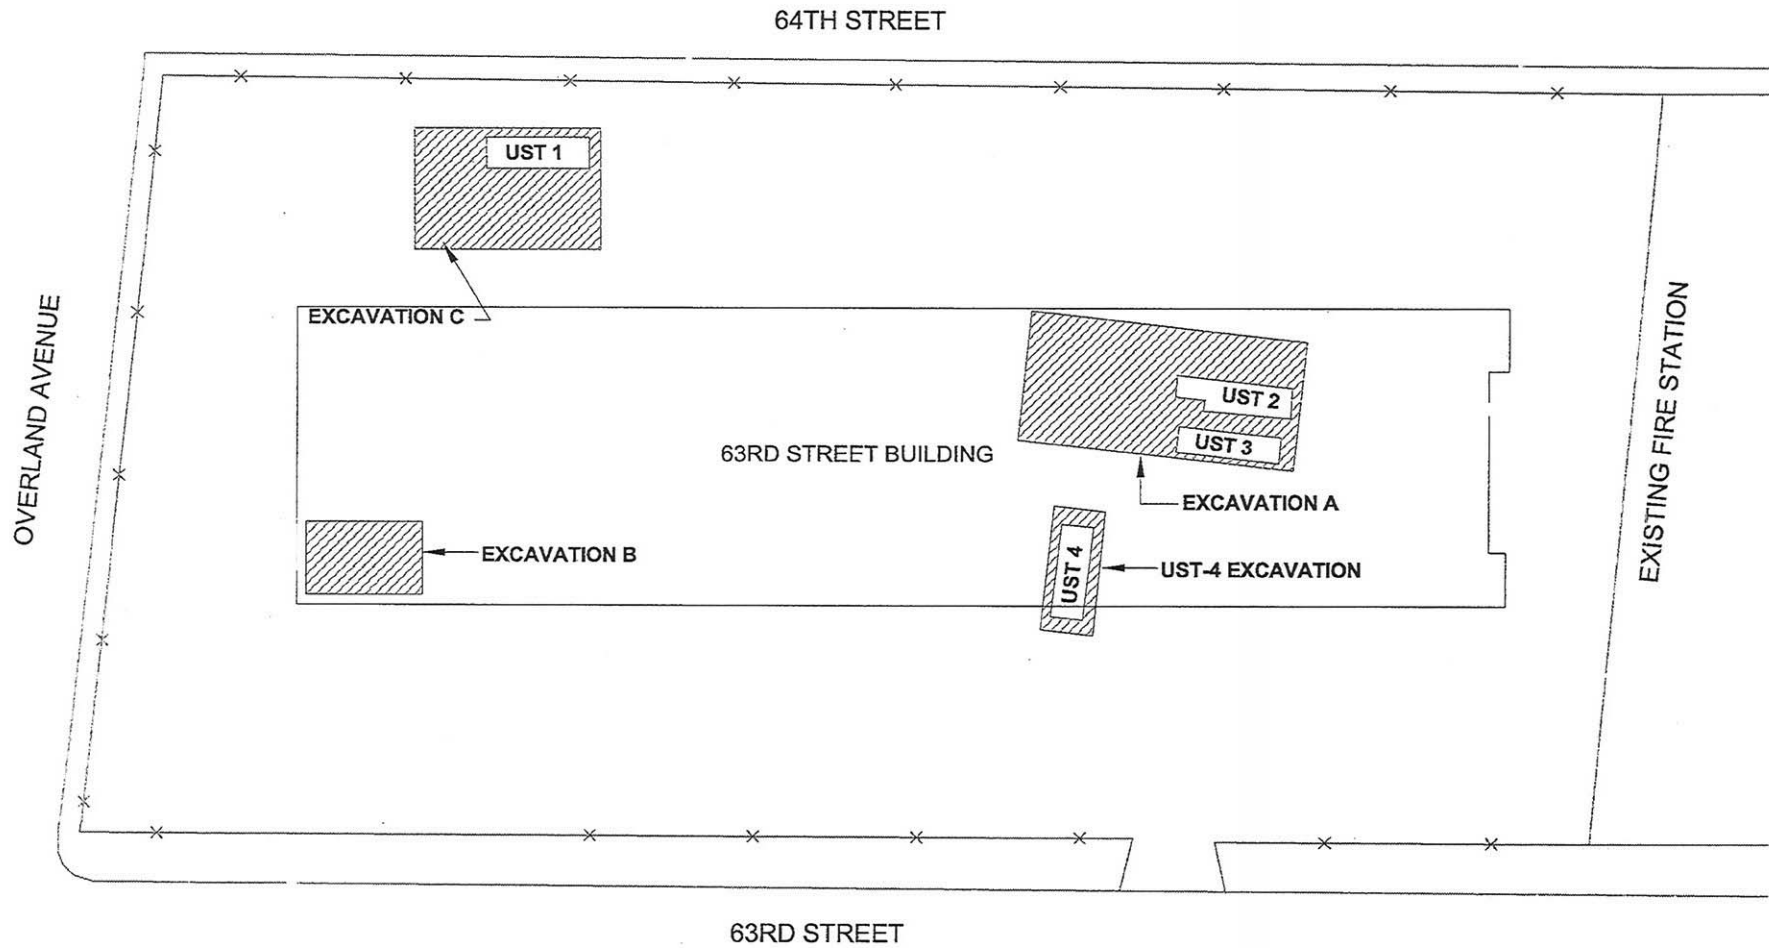 64TH STREET
UST 1
EXCAVATION C
OVERLAND AVENUE
UST 2
UST 3
63RD STREET BUILDING
EXCAVATION A
EXISTING FIRE STATION
EXCAVATION B
UST 4
UST-4 EXCAVATION
63RD STREET